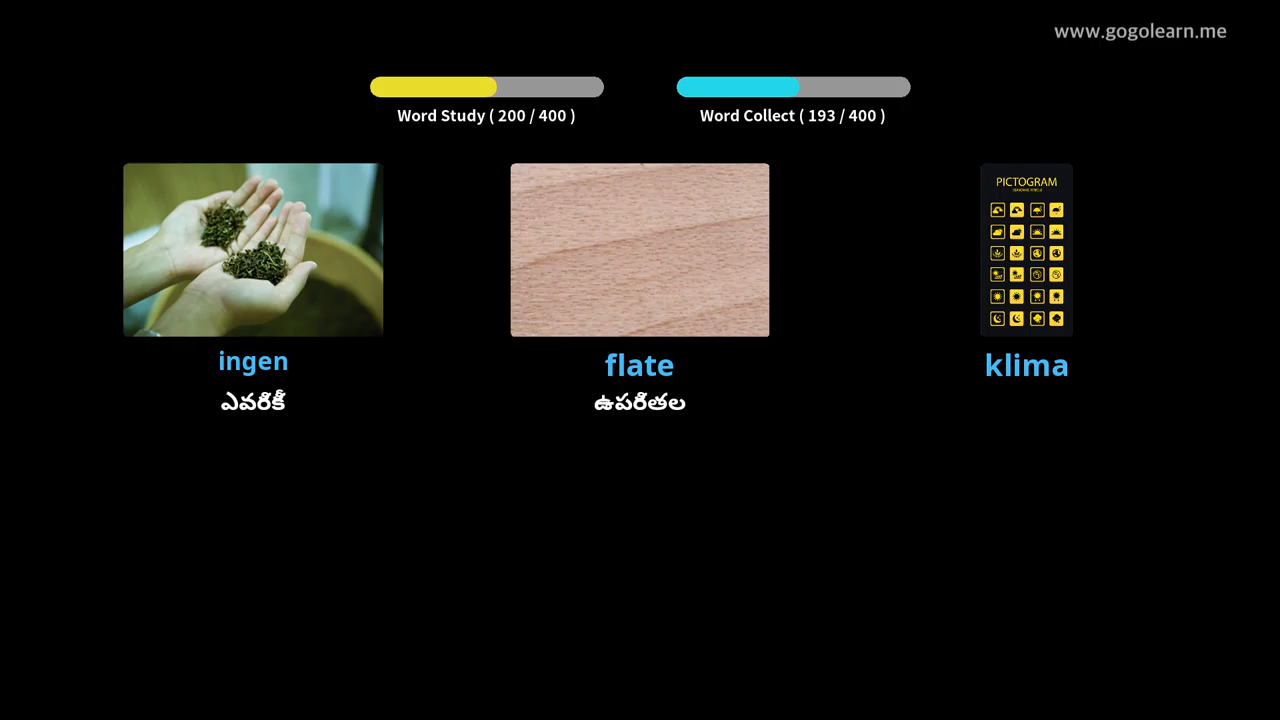 www.gogolearn.me
Word Study ( 200 / 400 )
Word Collect ( 193 / 400 )
PICTOGRAM
ingen
flate
klima
ఎవరికీ
ఉపరితల